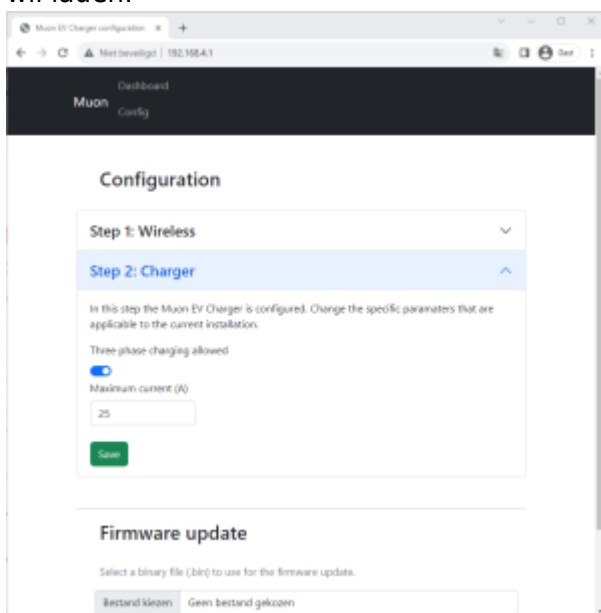 Muon EV Charger configuration
Niet beveiligd | 192.168.4.1
Dashboard
Muon
Config
Configuration
Step 1: Wireless
Step 2: Charger
In this step the Muon EV Charger is configured. Change the specific paramaters that are
applicable to the current installation.
Three phase charging allowed
Maximum current (A)
25
Save
Firmware update
Select a binary file (.bin) to use for the firmware update.
Bestand kiezen Geen bestand gekozen